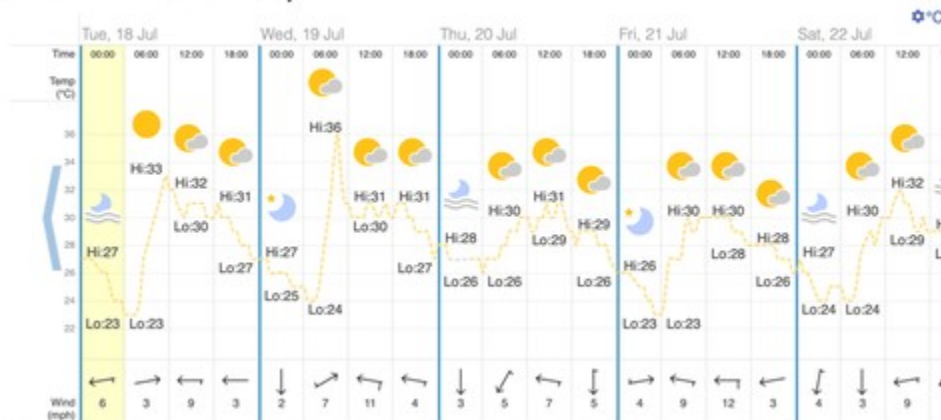 °C
Tue, 18 Jul Wed, 19 Jul Thu, 20 Jul Fri, 21 Jul Sat, 22 Jul
Time 00:00 06:00 12:00 18:00 00:00 06:00 12:00 18:00 00:00 06:00 12:00 18:00 00:00 06:00 12:00 18:00 00:00 06:00 12:00
Temp
(°C)
Hi:36
36
34
Hi:33 Hi:32 Hi:32
32
Hi:31 Hi:31 Hi:31 Hi:31
Hi:30 Hi:30 Hi:30 Hi:30
30
Lo:30 Lo:30 Hi:29
Hi:28 Lo:29 Hi:28 Lo:29
28
Hi:27 Hi:27 Hi:27
Lo:28
Lo:27 Lo:27 Hi:26
26
Lo:26 Lo:26 Lo:26 Lo:26
Lo:25
24
Lo:24 Lo:24 Lo:24
Lo:23 Lo:23 Lo:23 Lo:23
22
Wind 6 3 9 3 2 7 11 4 3 5 7 5 4 9 12 3 4 3 9
(mph)